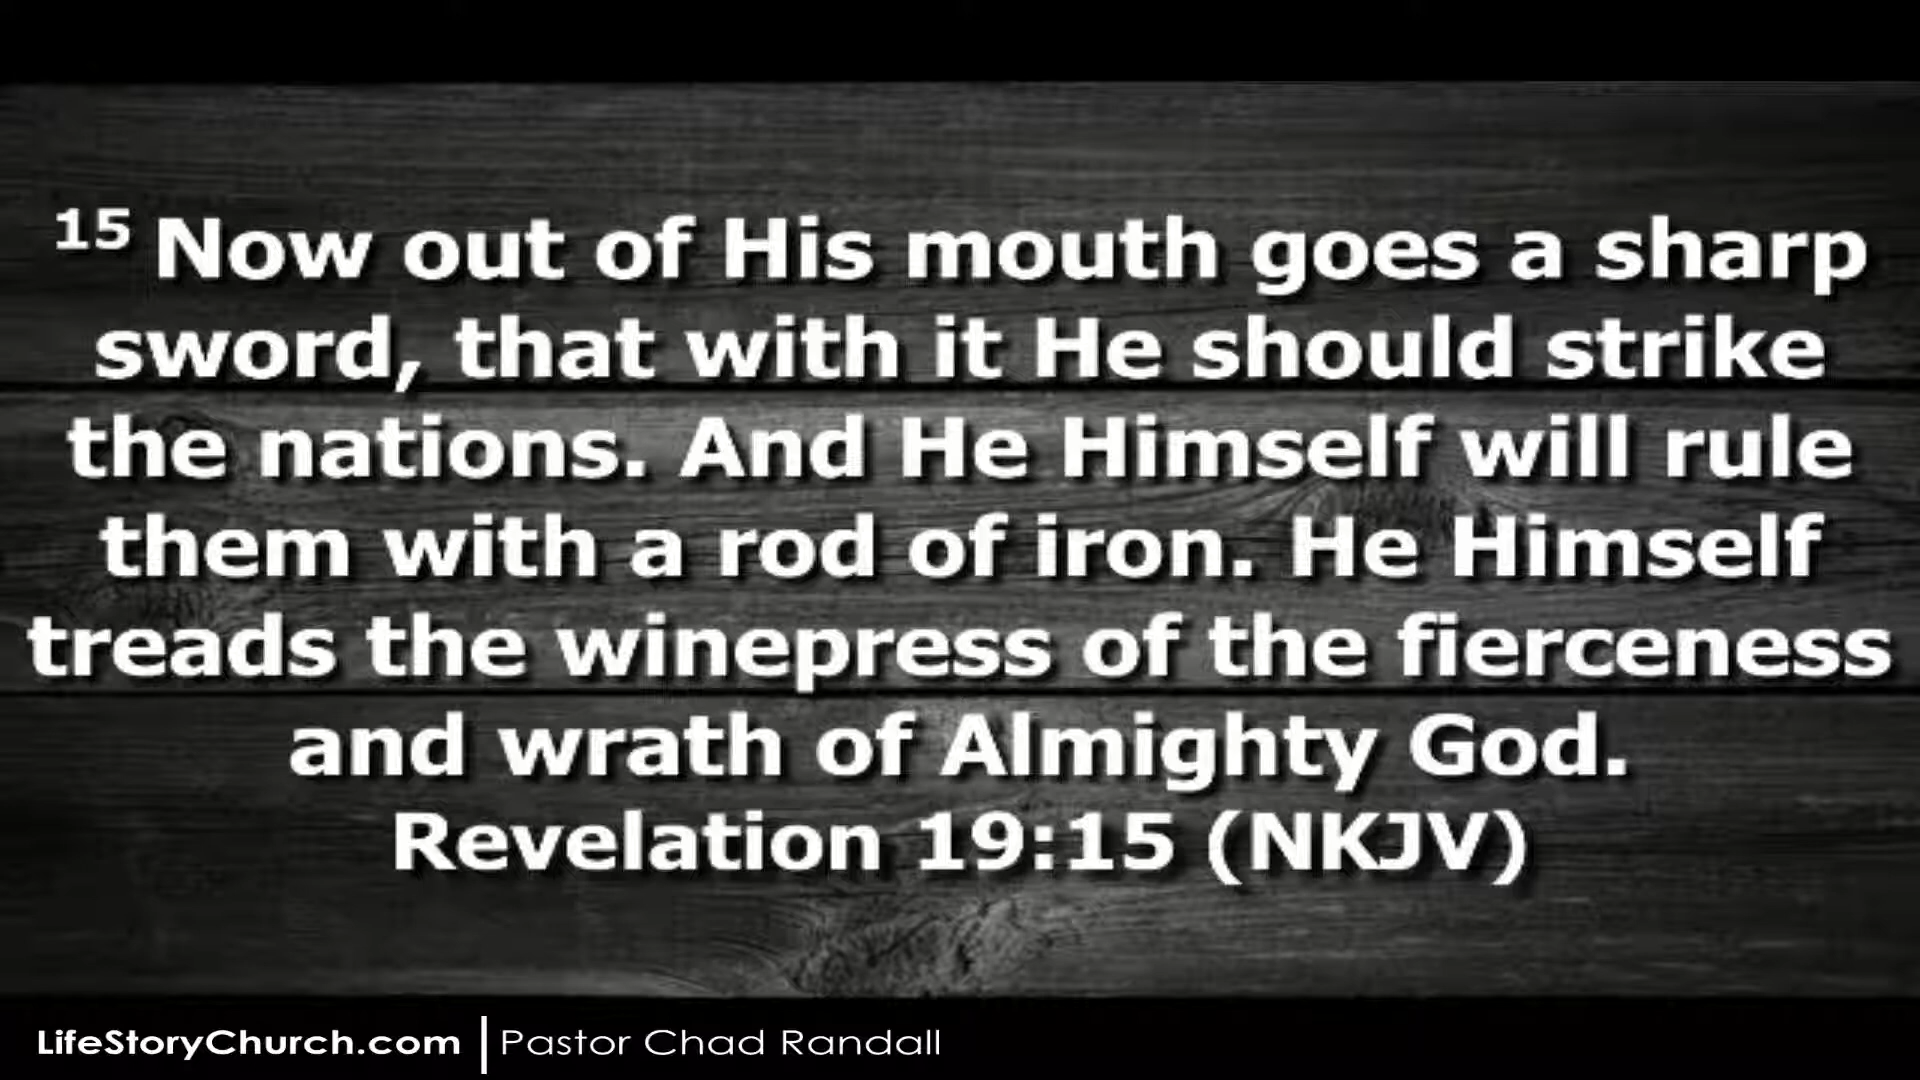 15 Now out of His mouth goes a sharp
sword, that with it He should strike
the nations. And He Himself will rule
them with a rod of iron. He Himself
treads the winepress of the fierceness
and wrath of Almighty God.
Revelation 19:15 (NKJV)
LifeStoryChurch.com | Pastor Chad Randall